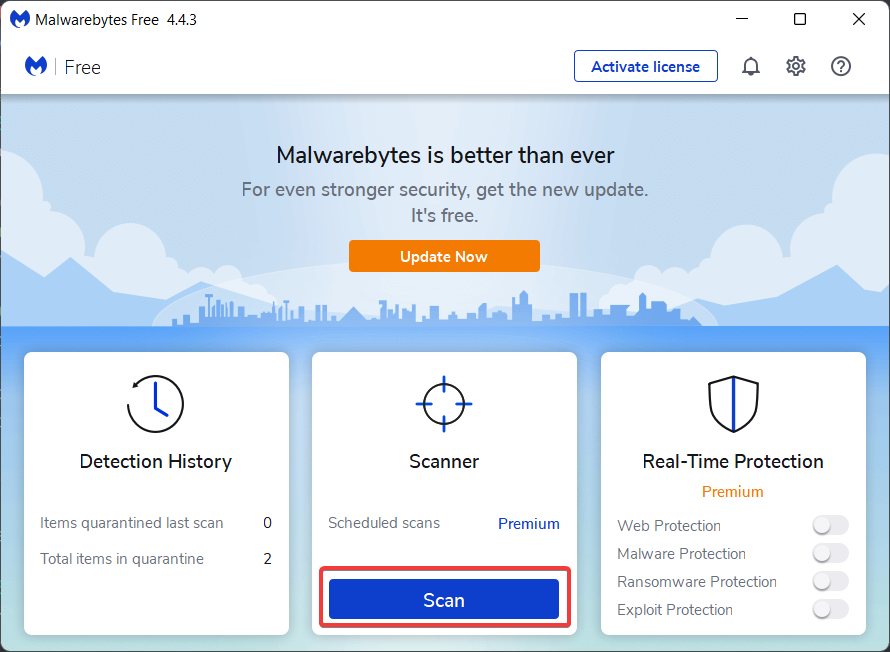 Malwarebytes Free 4.4.3
Free
Activate license
Malwarebytes is better than ever
For even stronger security, get the new update.
It's free.
Update Now
Detection History
Items quarantined last scan 0
Total items in quarantine 2
Scanner
Scheduled scans Premium
Scan
Real-Time Protection
Premium
Web Protection
Malware Protection
Ransomware Protection
Exploit Protection